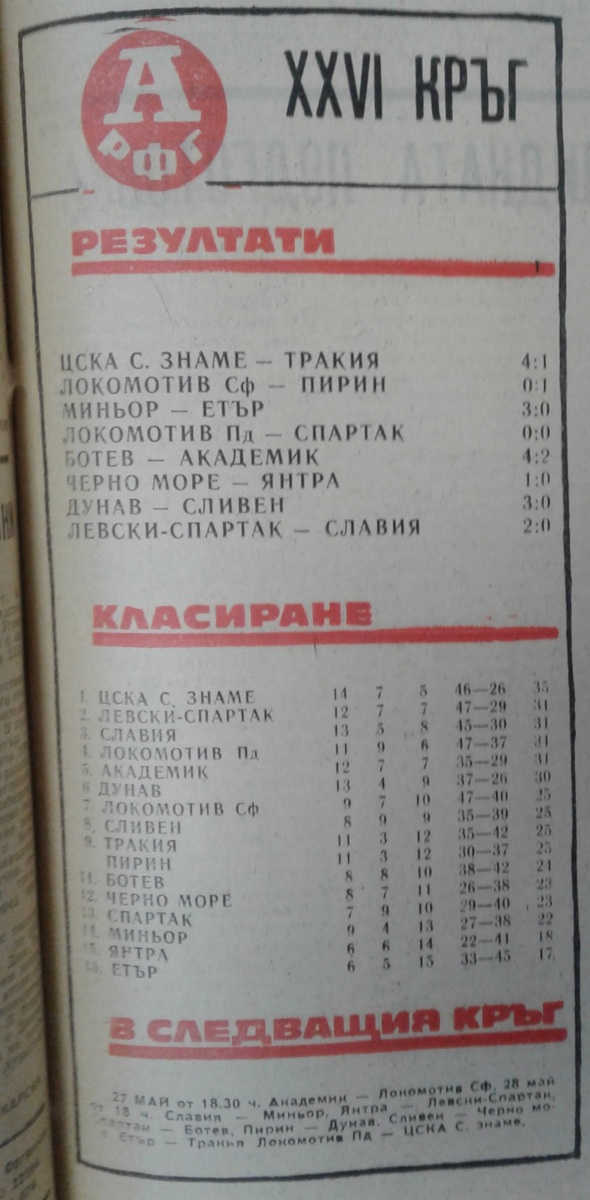 А
РФГ
XXVI КРЪГ
РЕЗУЛТАТИ
ЦСКА С. ЗНАМЕ — ТРАКИЯ 4:1
ЛОКОМОТИВ Сф — ПИРИН 0:1
МИНЬОР — ЕТЪР 3:0
ЛОКОМОТИВ Пд — СПАРТАК 0:0
БОТЕВ — АКАДЕМИК 4:2
ЧЕРНО МОРЕ — ЯНТРА 1:0
ДУНАВ — СЛИВЕН 3:0
ЛЕВСКИ-СПАРТАК — СЛАВИЯ 2:0
КЛАСИРАНЕ
1. ЦСКА С. ЗНАМЕ 14 7 5 46—26 35
2. ЛЕВСКИ-СПАРТАК 12 7 7 47—29 31
3. СЛАВИЯ 13 5 8 45—30 31
4. ЛОКОМОТИВ Пд 11 9 6 47—37 31
5. АКАДЕМИК 12 7 7 35—29 31
6 ДУНАВ 13 4 9 37—26 30
7. ЛОКОМОТИВ Сф 9 7 10 47—40 25
8. СЛИВЕН 8 9 9 35—39 25
9. ТРАКИЯ 11 3 12 35—42 25
ПИРИН 11 3 12 30—37 25
11. БОТЕВ 8 8 10 38—42 24
12. ЧЕРНО МОРЕ 8 7 11 26—38 23
13. СПАРТАК 7 9 10 29—40 23
14. МИНЬОР 9 4 13 27—38 22
15. ЯНТРА 6 6 14 22—41 18
ЕТЪР 6 5 15 33—45 17
В СЛЕДВАЩИЯ КРЪГ
27 МАЙ от 18.30 ч. Академик — Локомотив Сф. 28 май
от 18 ч. Славия — Миньор, Янтра — Левски-Спартак,
Спартак — Ботев, Пирин — Дунав, Сливен — Черно мо-
Етър — Тракия Локомотив ПД — ЦСКА С. знаме.